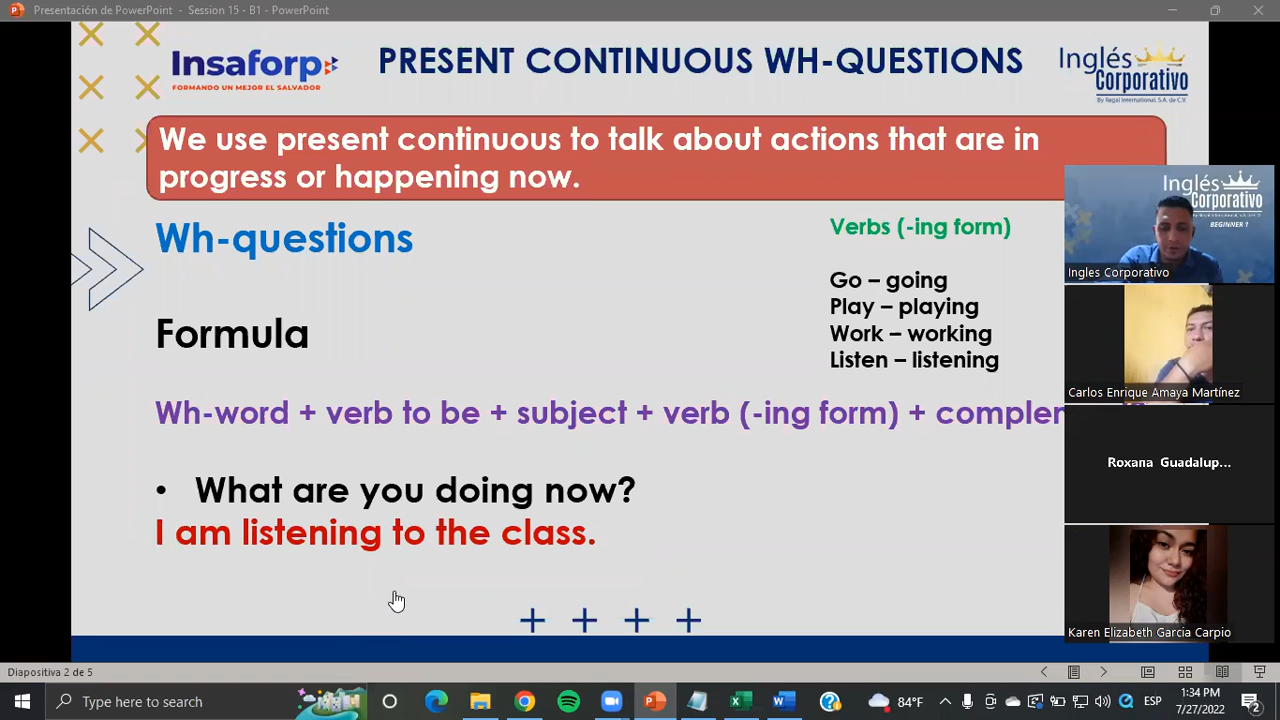 Presentación de PowerPoint - Session 15 - B1 - PowerPoint
Insaforp
FORMANDO UN MEJOR EL SALVADOR
PRESENT CONTINUOUS WH-QUESTIONS
Inglés
Corporativo
By Regal International, S.A. de C.V.
We use present continuous to talk about actions that are in
progress or happening now.
Wh-questions
Verbs (-ing form)
Go – going
Play – playing
Work – working
Listen – listening
Formula
Wh-word + verb to be + subject + verb (-ing form) + complem
• What are you doing now?
I am listening to the class.
Inglés
Corporativo
BEGINNER 1
Ingles Corporativo
Carlos Enrique Amaya Martínez
Roxana Guadalup...
Karen Elizabeth Garcia Carpio
Diapositiva 2 de 5
Type here to search
84°F
ESP
1:34 PM
7/27/2022
2